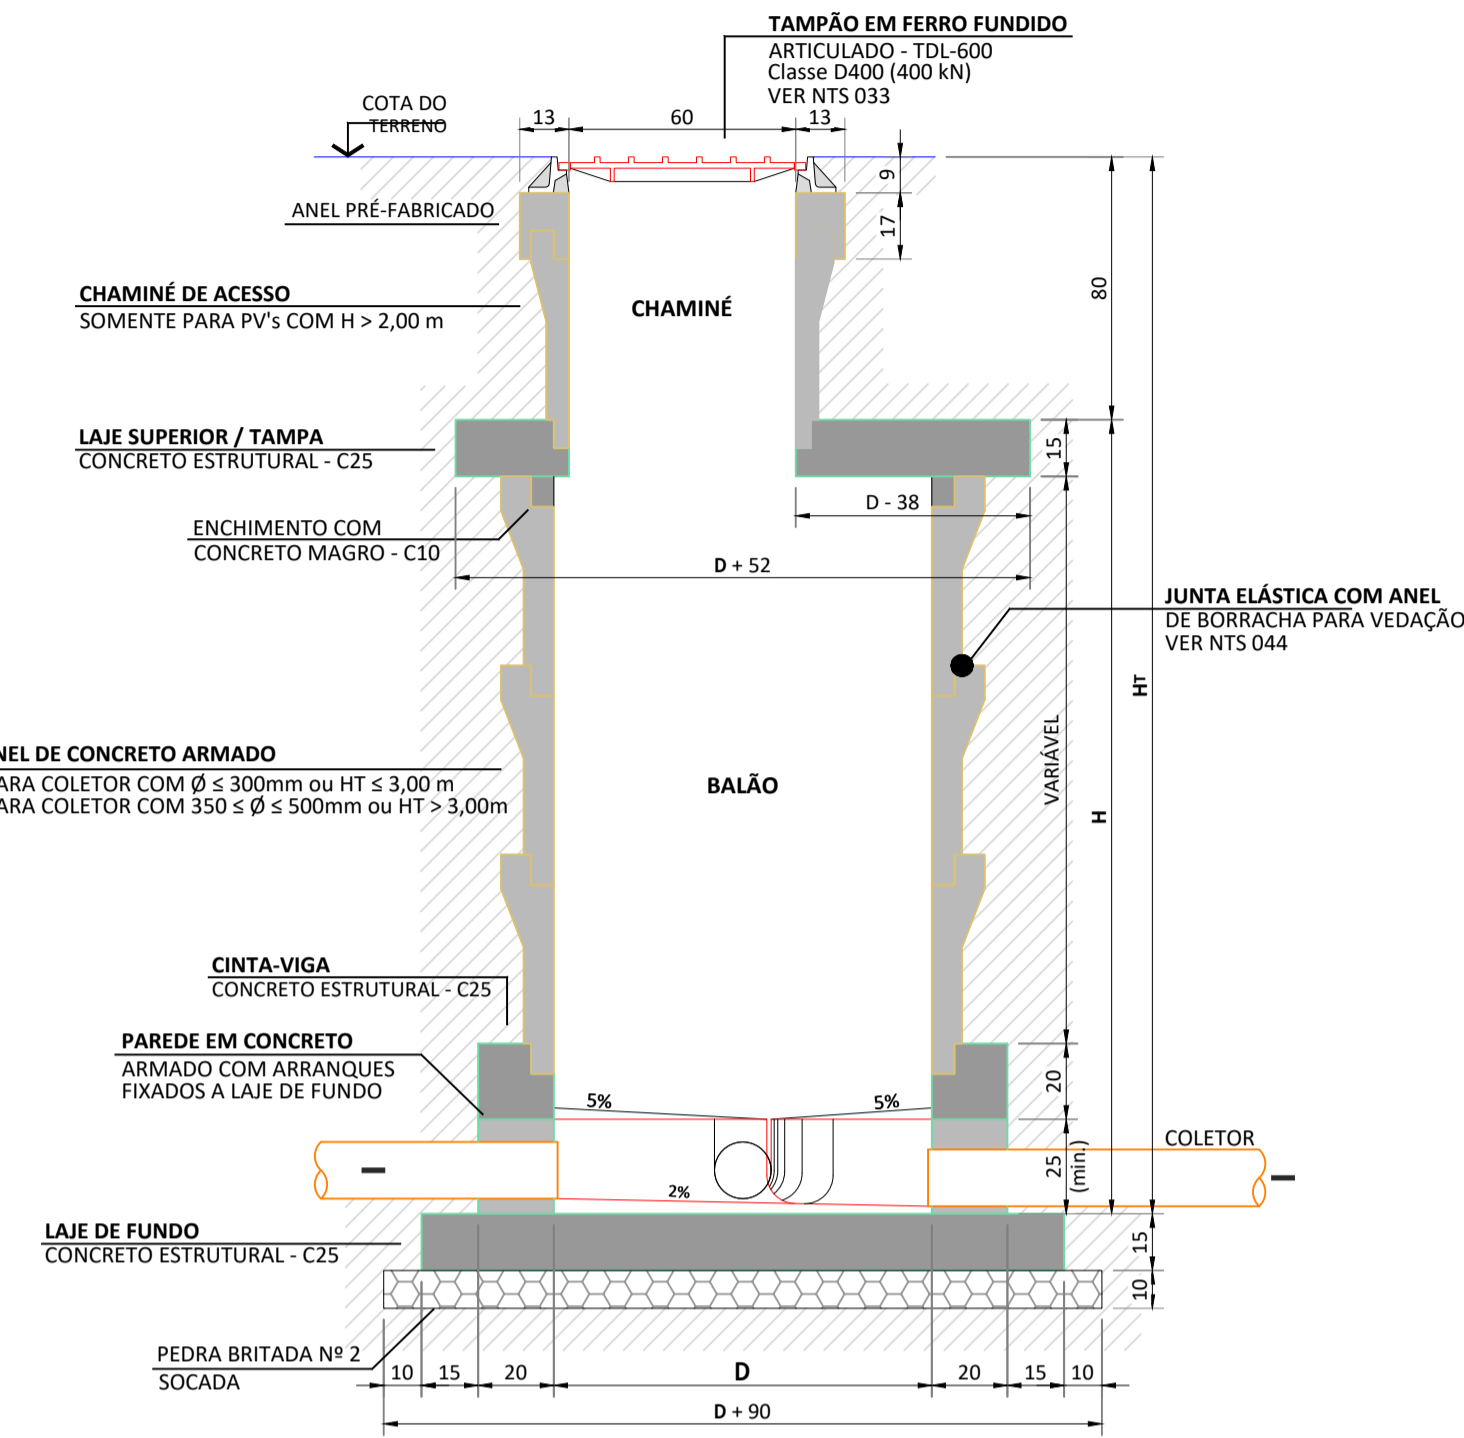 TAMPÃO EM FERRO FUNDIDO
ARTICULADO - TDL-600
Classe D400 (400 kN)
VER NTS 033
COTA DO
TERRENO
13
60
13
9
17
80
ANEL PRÉ-FABRICADO
CHAMINÉ DE ACESSO
SOMENTE PARA PV's COM H > 2,00 m
CHAMINÉ
LAJE SUPERIOR / TAMPA
CONCRETO ESTRUTURAL - C25
15
D - 38
ENCHIMENTO COM
CONCRETO MAGRO - C10
D + 52
JUNTA ELÁSTICA COM ANEL
DE BORRACHA PARA VEDAÇÃO
VER NTS 044
HT
VARIÁVEL
H
NEL DE CONCRETO ARMADO
ARA COLETOR COM Ø ≤ 300mm ou HT ≤ 3,00 m
ARA COLETOR COM 350 ≤ Ø ≤ 500mm ou HT > 3,00m
BALÃO
CINTA-VIGA
CONCRETO ESTRUTURAL - C25
PAREDE EM CONCRETO
ARMADO COM ARRANQUES
FIXADOS A LAJE DE FUNDO
5%
5%
20
25
(min.)
COLETOR
2%
LAJE DE FUNDO
CONCRETO ESTRUTURAL - C25
15
10
PEDRA BRITADA Nº 2
SOCADA
10
15
20
D
20
15
10
D + 90